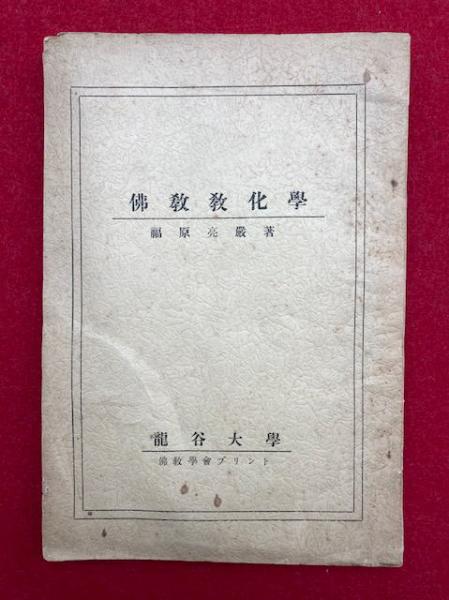 佛教教化學
福原亮嚴著
龍谷大學
佛教學會プリント